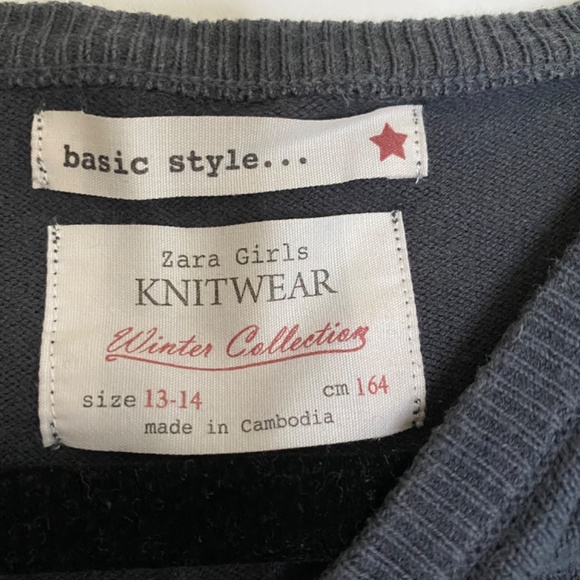 basic style...
Zara Girls
KNITWEAR
Winter Collection
size 13-14 cm 164
made in Cambodia